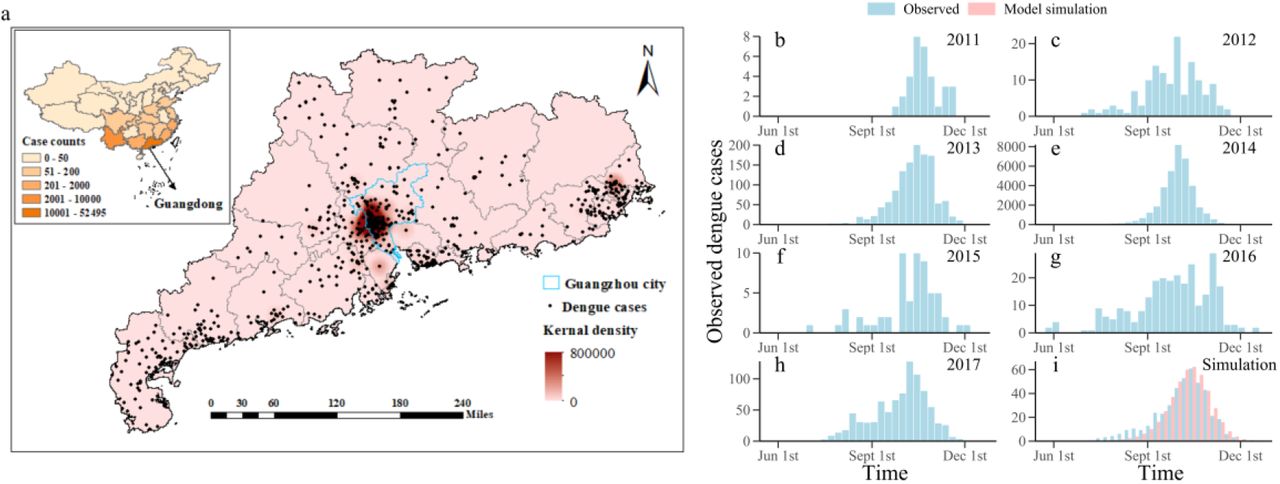 a
Case counts
0 - 50
51 - 200
201 - 2000
2001 - 10000
10001 - 52495
Guangdong
N
Guangzhou city
Dengue cases
Kernal density
800000
0
0 15 30 60 120 180 240
Miles
Observed Model simulation
Observed dengue cases
b 2011
8
6
4
2
0
Jun 1st Sept 1st Dec 1st
c 2012
20
10
0
Jun 1st Sept 1st Dec 1st
d 2013
200
150
100
50
0
Jun 1st Sept 1st Dec 1st
e 2014
8000
6000
4000
2000
0
Jun 1st Sept 1st Dec 1st
f 2015
10
5
0
Jun 1st Sept 1st Dec 1st
g 2016
20
10
0
Jun 1st Sept 1st Dec 1st
h 2017
100
50
0
Jun 1st Sept 1st Dec 1st
Time
i Simulation
60
40
20
0
Jun 1st Sept 1st Dec 1st
Time